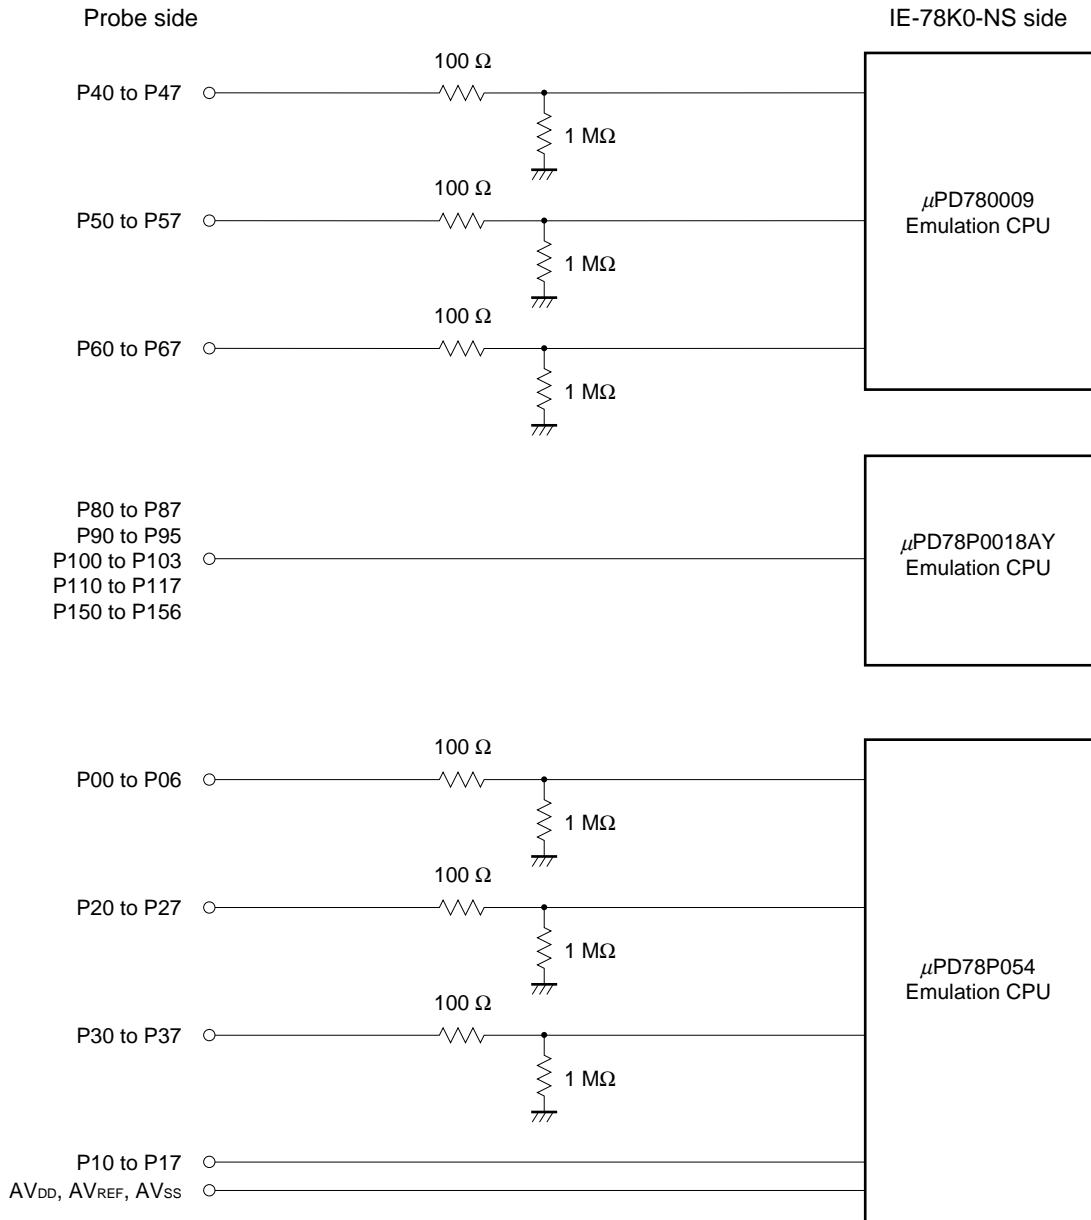 Probe side
IE-78K0-NS side
100 Ω
P40 to P47
1 MΩ
100 Ω
P50 to P57
1 MΩ
100 Ω
P60 to P67
1 MΩ
μPD780009
Emulation CPU
P80 to P87
P90 to P95
P100 to P103
P110 to P117
P150 to P156
μPD78P0018AY
Emulation CPU
100 Ω
P00 to P06
1 MΩ
100 Ω
P20 to P27
1 MΩ
100 Ω
P30 to P37
1 MΩ
μPD78P054
Emulation CPU
P10 to P17
AVDD, AVREF, AVSS